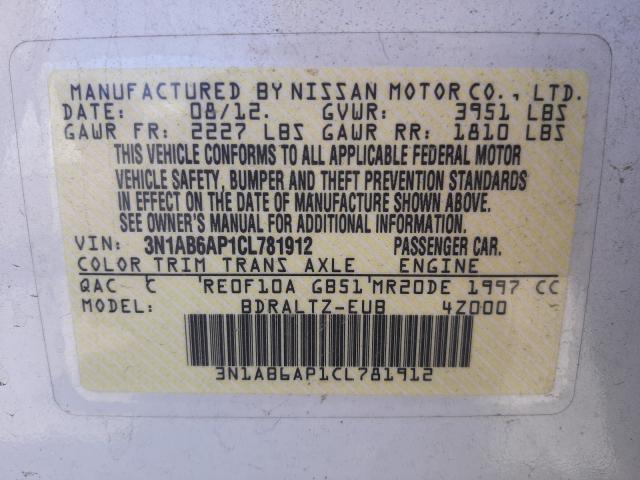 MANUFACTURED BY NISSAN MOTOR CO., LTD.
DATE: 08/12. GVWR: 3951 LBS
GAWR FR: 2227 LBS GAWR RR: 1810 LBS
THIS VEHICLE CONFORMS TO ALL APPLICABLE FEDERAL MOTOR
VEHICLE SAFETY, BUMPER AND THEFT PREVENTION STANDARDS
IN EFFECT ON THE DATE OF MANUFACTURE SHOWN ABOVE.
SEE OWNER'S MANUAL FOR ADDITIONAL INFORMATION.
VIN: 3N1AB6AP1CL781912 PASSENGER CAR.
COLOR TRIM TRANS AXLE ENGINE
QAC C RE0F10A GB51 MR20DE 1997 CC
MODEL: BDRALTZ-EUB 4Z000
3N1AB6AP1CL781912